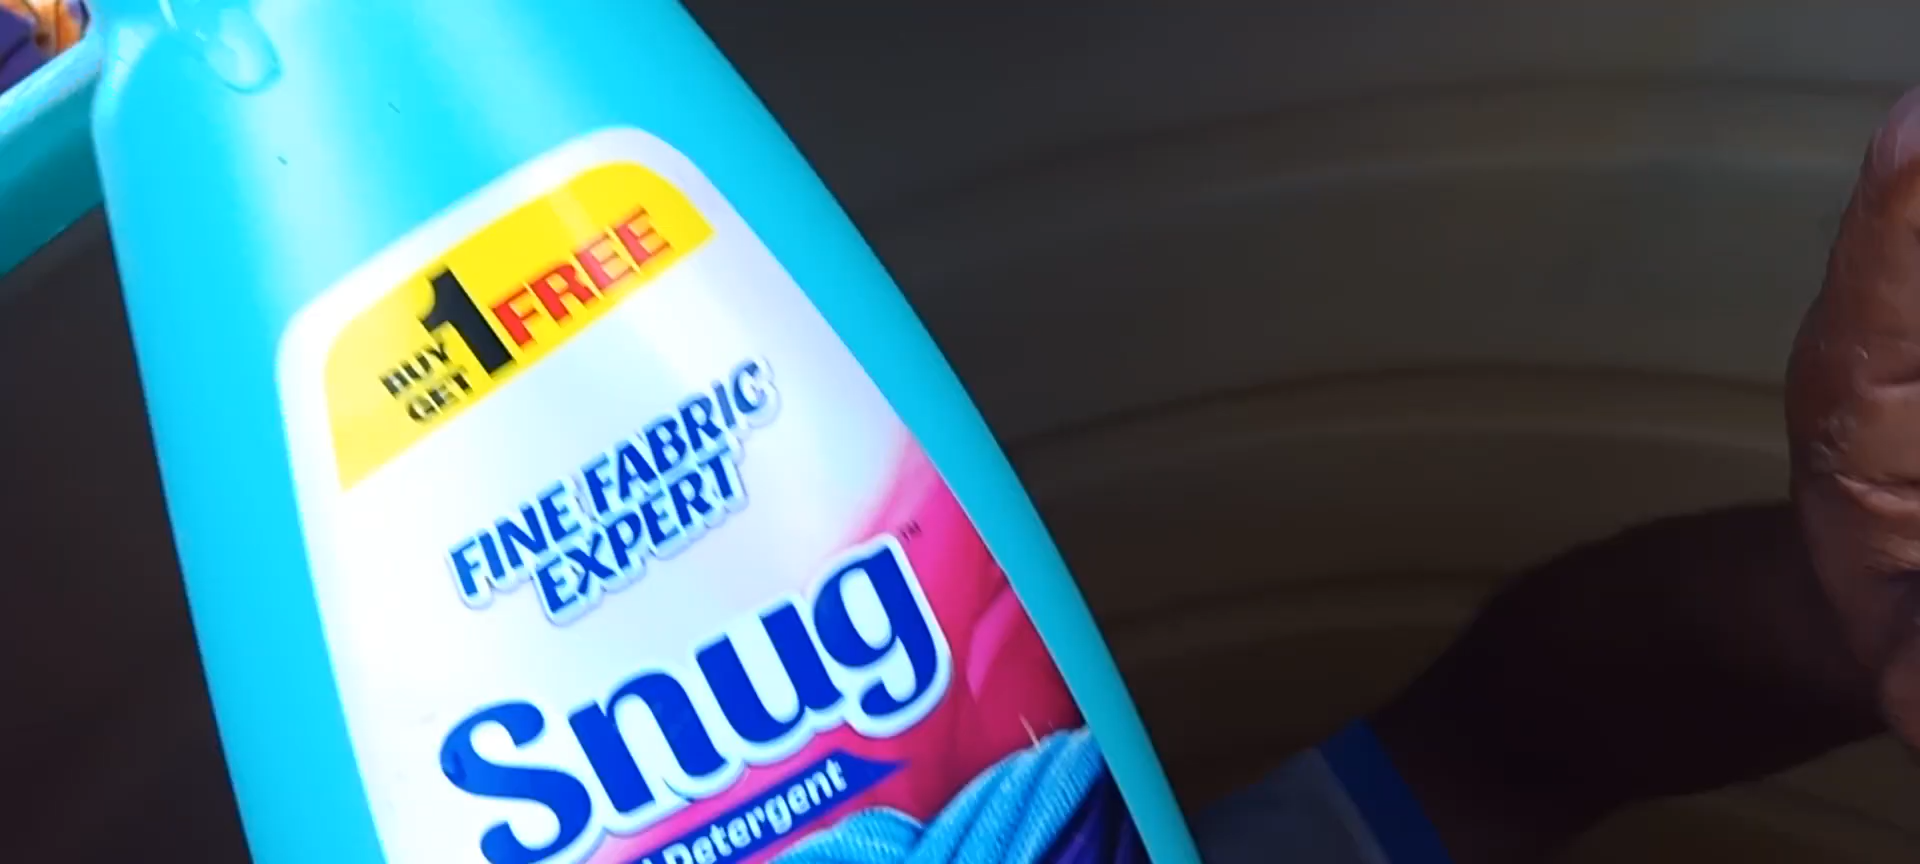 BUY 1 FREE
GET
FINE FABRIC
EXPERT
Snug™
Detergent